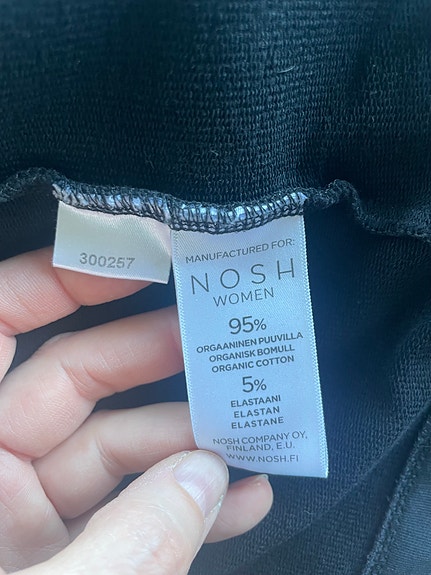 300257
MANUFACTURED FOR:
NOSH
WOMEN
95%
ORGAANINEN PUUVILLA
ORGANISK BOMULL
ORGANIC COTTON
5%
ELASTAANI
ELASTAN
ELASTANE
NOSH COMPANY OY,
FINLAND, E.U.
WWW.NOSH.FI